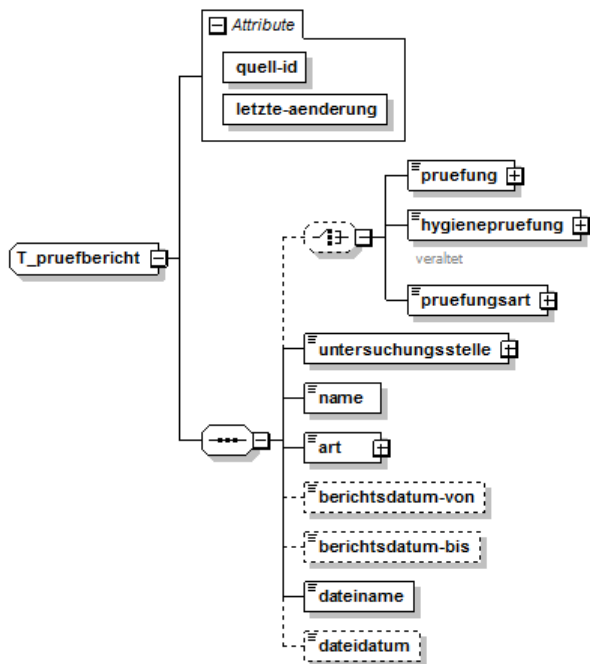 Attribute
quell-id
letzte-aenderung
pruefung
hygienepruefung
veraltet
T_pruefbericht
pruefungsart
untersuchungsstelle
name
art
berichtsdatum-von
berichtsdatum-bis
dateiname
dateidatum